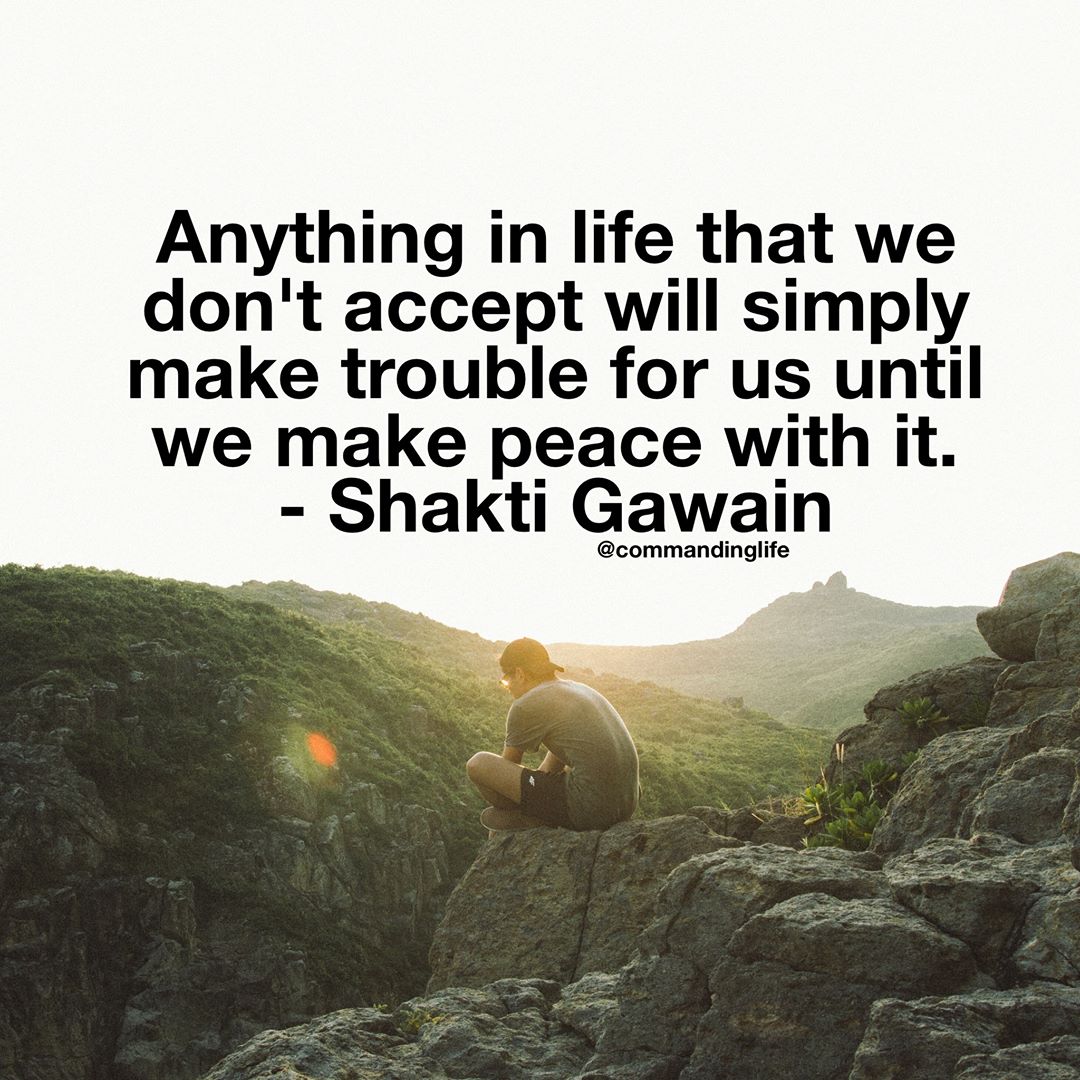 Anything in life that we
don't accept will simply
make trouble for us until
we make peace with it.
- Shakti Gawain
@commandinglife